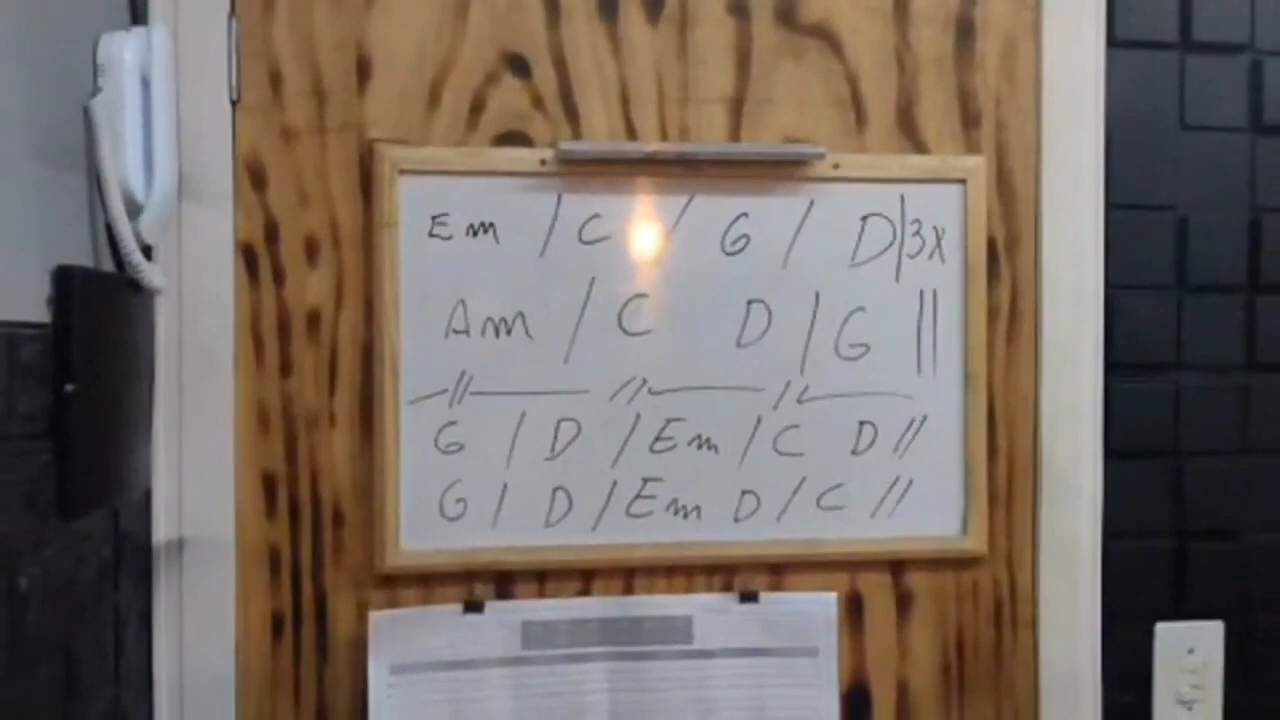 Em / C / G / D|3x
Am / C D / G ||
G / D / Em / C D //
G / D / Em D / C //